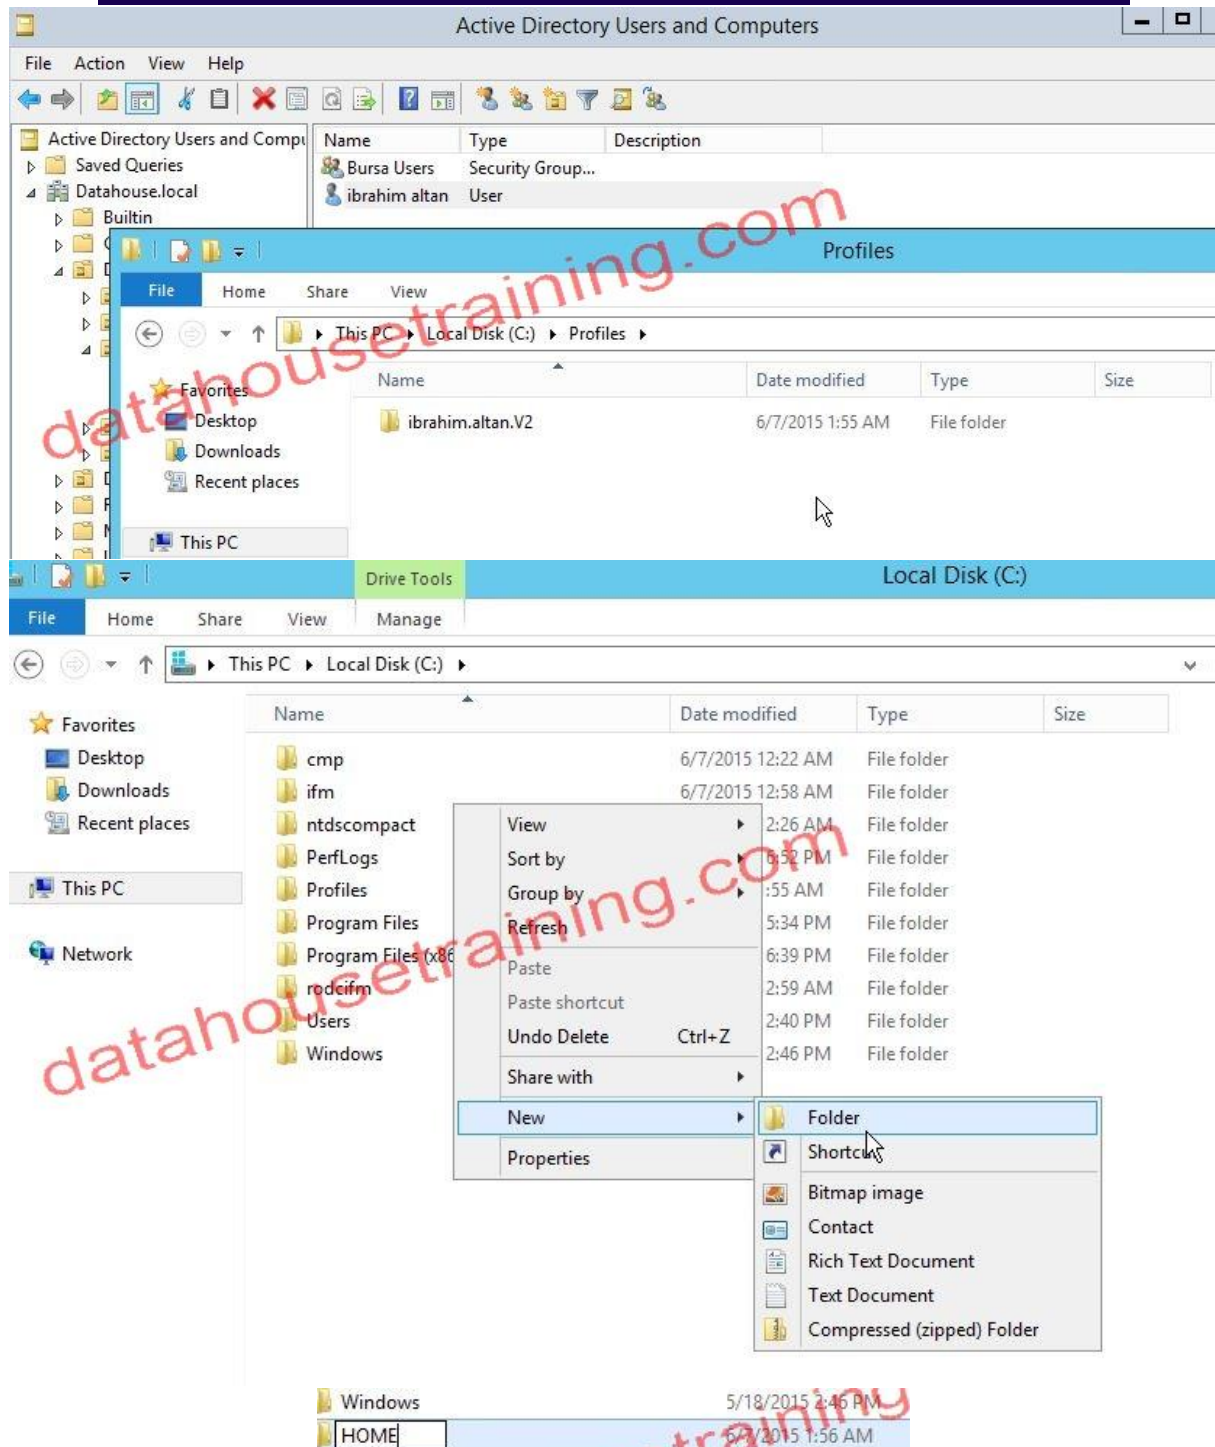 Active Directory Users and Computers
File Action View Help
Active Directory Users and Compu Name Type Description
Saved Queries Bursa Users Security Group...
Datahouse.local ibrahim altan User
Builtin
Profiles
File Home Share View
This PC Local Disk (C:) Profiles
Name Date modified Type Size
Favorites
Desktop ibrahim.altan.V2 6/7/2015 1:55 AM File folder
Downloads
Recent places
This PC
datahousetraining.com
Drive Tools Local Disk (C:)
File Home Share View Manage
This PC Local Disk (C:)
Name Date modified Type Size
Favorites
Desktop cmp 6/7/2015 12:22 AM File folder
Downloads ifm 6/7/2015 12:58 AM File folder
Recent places ntdscompact View 2:26 AM File folder
PerfLogs Sort by 6:52 PM File folder
This PC Profiles Group by :55 AM File folder
Program Files Refresh 5:34 PM File folder
Network Program Files (x86 Paste 6:39 PM File folder
rodcifm Paste shortcut 2:59 AM File folder
Users Undo Delete Ctrl+Z 2:40 PM File folder
Windows 2:46 PM File folder
Share with
New Folder
Properties Shortcut
Bitmap image
Contact
Rich Text Document
Text Document
Compressed (zipped) Folder
datahousetraining.com
Windows 5/18/2015 2:46 PM
HOME 6/7/2015 1:56 AM